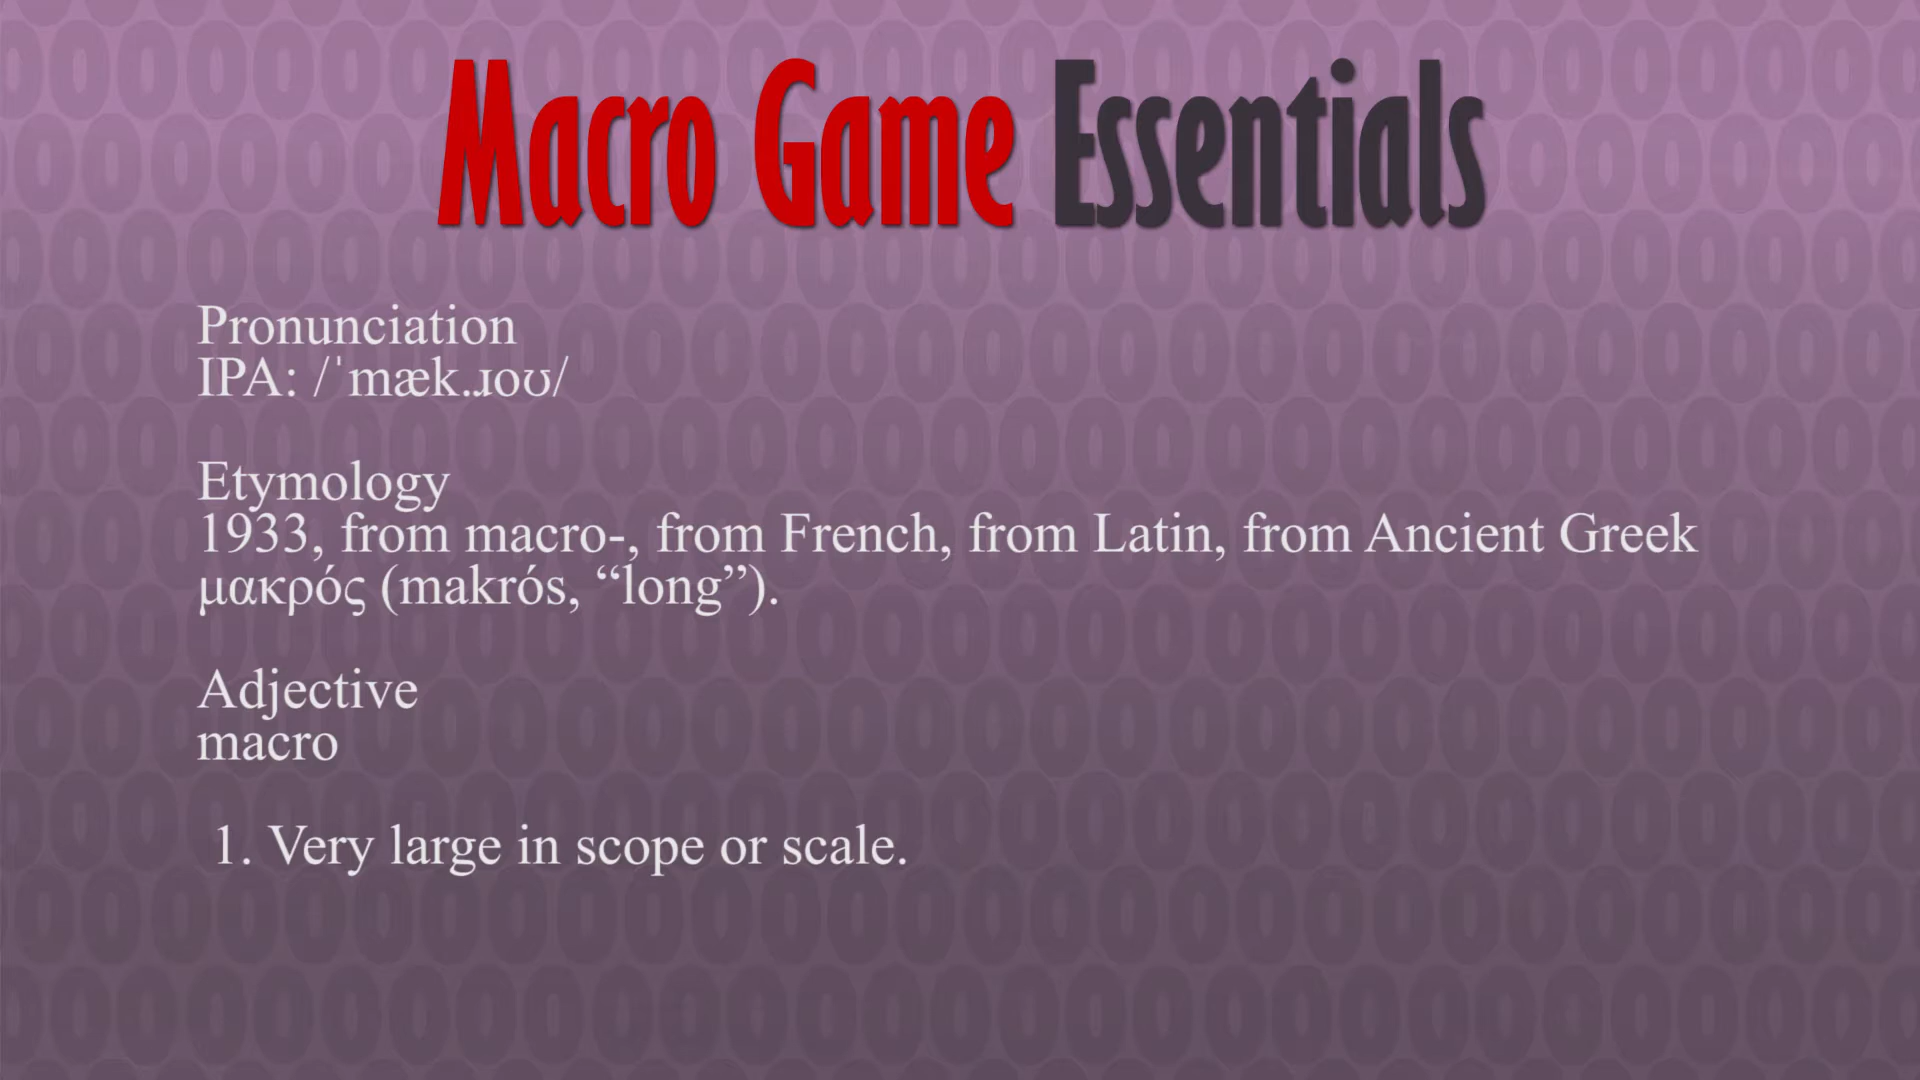 Macro Game Essentials
Pronunciation
IPA: /ˈmæk.ɹoʊ/
Etymology
1933, from macro-, from French, from Latin, from Ancient Greek
μακρός (makrós, “long”).
Adjective
macro
1. Very large in scope or scale.